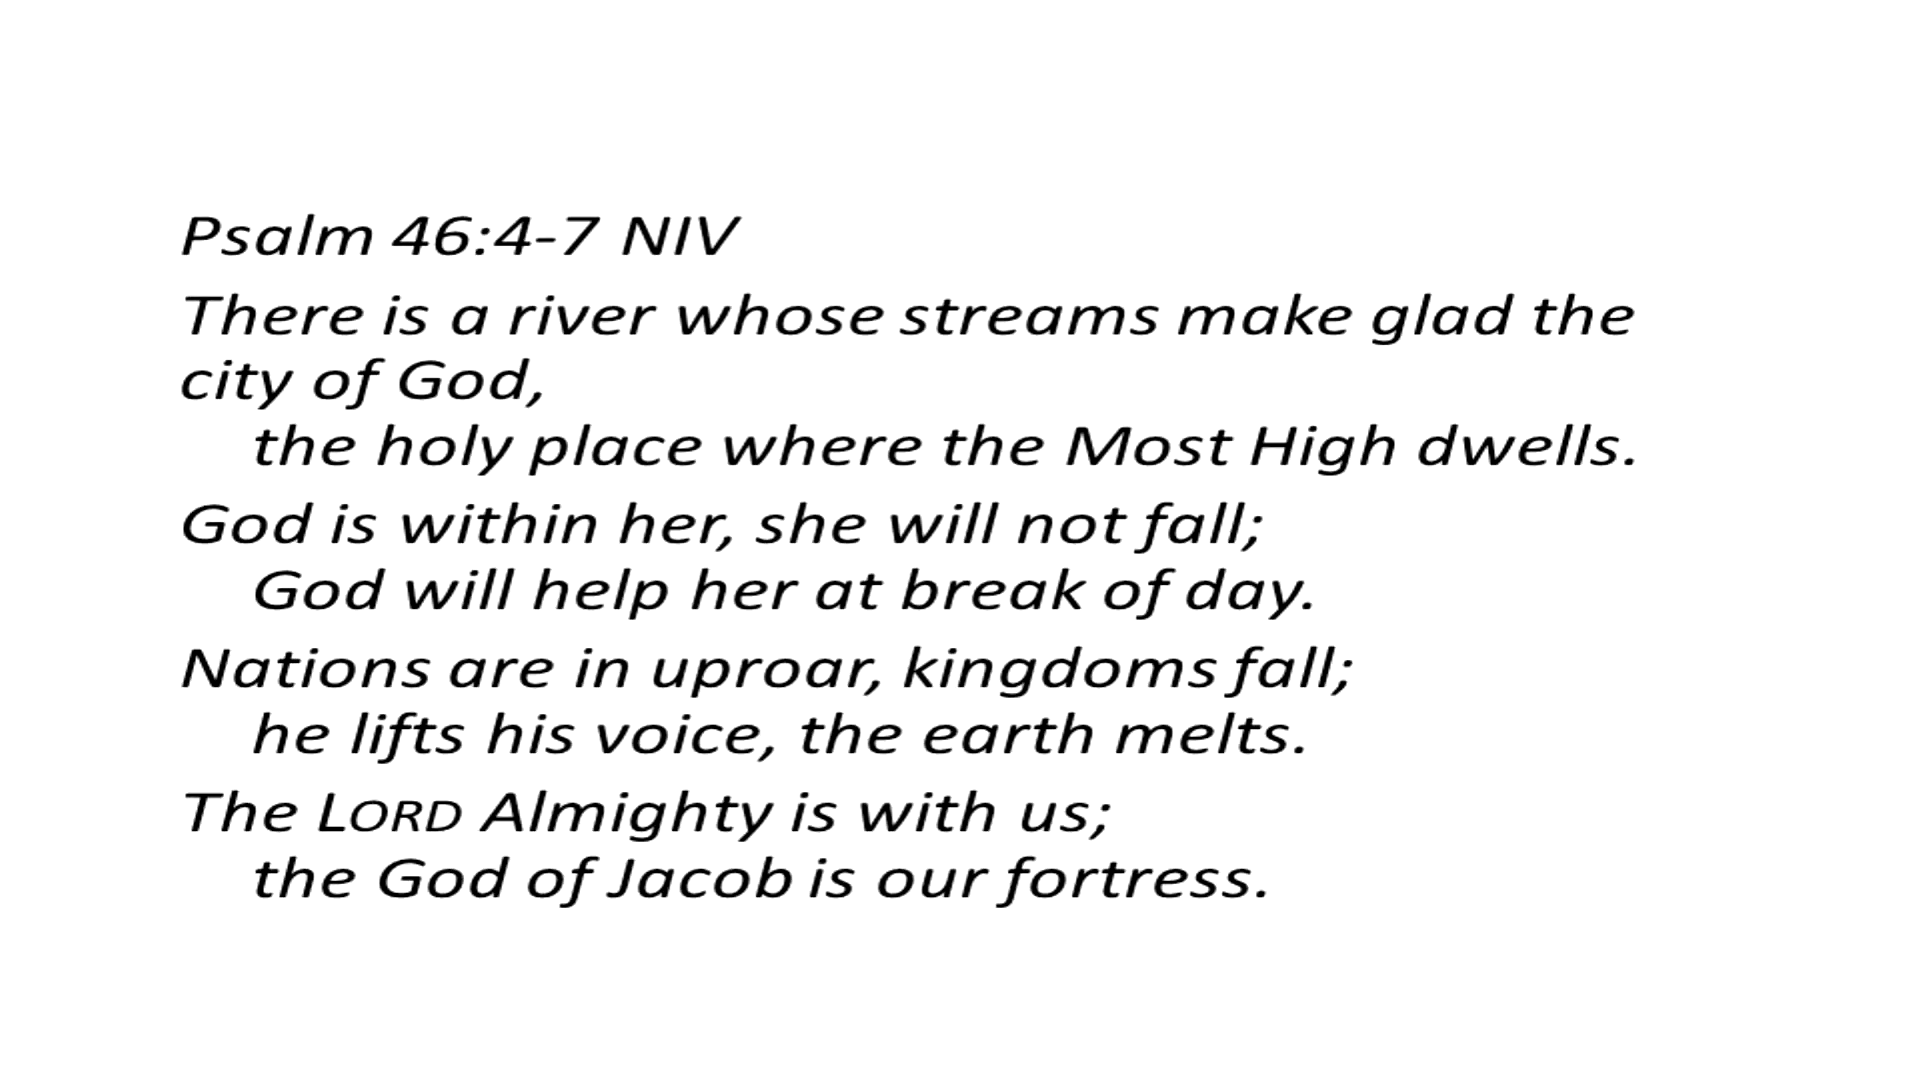 Psalm 46:4-7 NIV
There is a river whose streams make glad the
city of God,
the holy place where the Most High dwells.
God is within her, she will not fall;
God will help her at break of day.
Nations are in uproar, kingdoms fall;
he lifts his voice, the earth melts.
The LORD Almighty is with us;
the God of Jacob is our fortress.